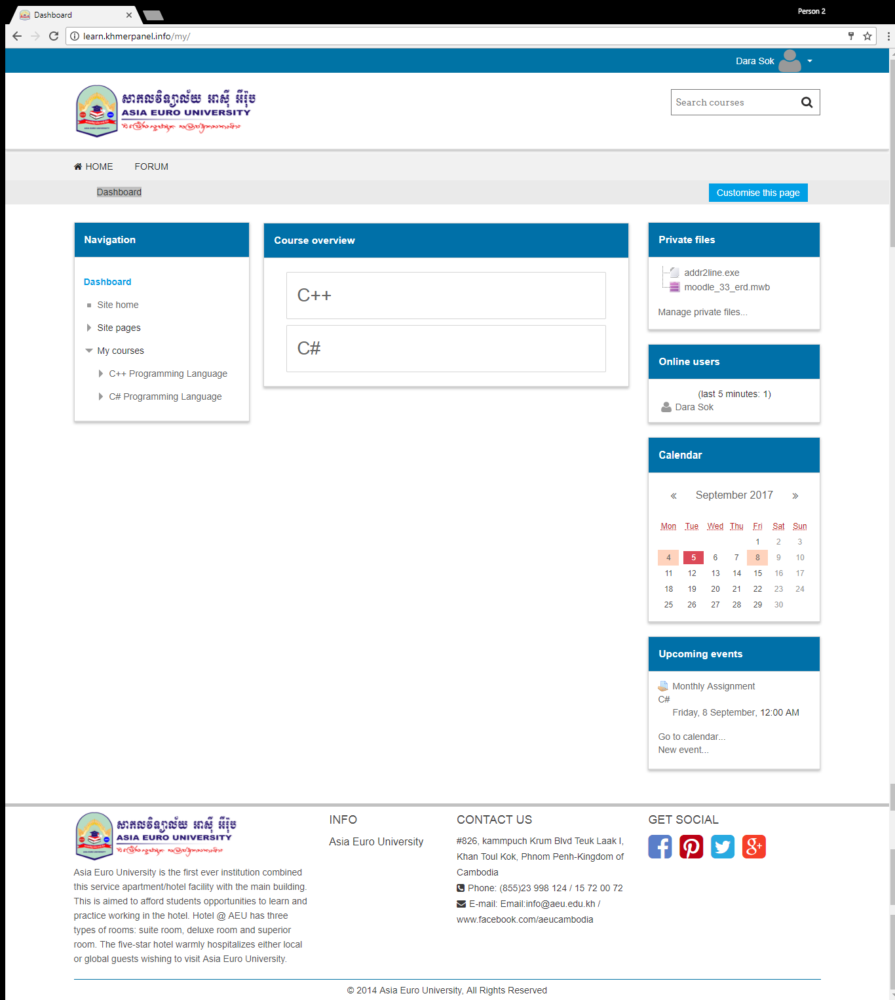 Dashboard
Person 2
learn.khmerpanel.info/my/
Dara Sok
សាកលវិទ្យាល័យ អាស៊ី អឺរ៉ុប
ASIA EURO UNIVERSITY
Search courses
HOME FORUM
Dashboard
Customise this page
Navigation
Dashboard
Site home
Site pages
My courses
C++ Programming Language
C# Programming Language
Course overview
C++
C#
Private files
addr2line.exe
moodle_33_erd.mwb
Manage private files...
Online users
(last 5 minutes: 1)
Dara Sok
Calendar
« September 2017 »
Mon Tue Wed Thu Fri Sat Sun
1 2 3
4 5 6 7 8 9 10
11 12 13 14 15 16 17
18 19 20 21 22 23 24
25 26 27 28 29 30
Upcoming events
Monthly Assignment
C#
Friday, 8 September, 12:00 AM
Go to calendar...
New event...
សាកលវិទ្យាល័យ អាស៊ី អឺរ៉ុប
ASIA EURO UNIVERSITY
Asia Euro University is the first ever institution combined
this service apartment/hotel facility with the main building.
This is aimed to afford students opportunities to learn and
practice working in the hotel. Hotel @ AEU has three
types of rooms: suite room, deluxe room and superior
room. The five-star hotel warmly hospitalizes either local
or global guests wishing to visit Asia Euro University.
INFO
Asia Euro University
CONTACT US
#826, kammpuch Krum Blvd Teuk Laak I,
Khan Toul Kok, Phnom Penh-Kingdom of
Cambodia
Phone: (855)23 998 124 / 15 72 00 72
E-mail: Email:info@aeu.edu.kh /
www.facebook.com/aeucambodia
GET SOCIAL
© 2014 Asia Euro University, All Rights Reserved